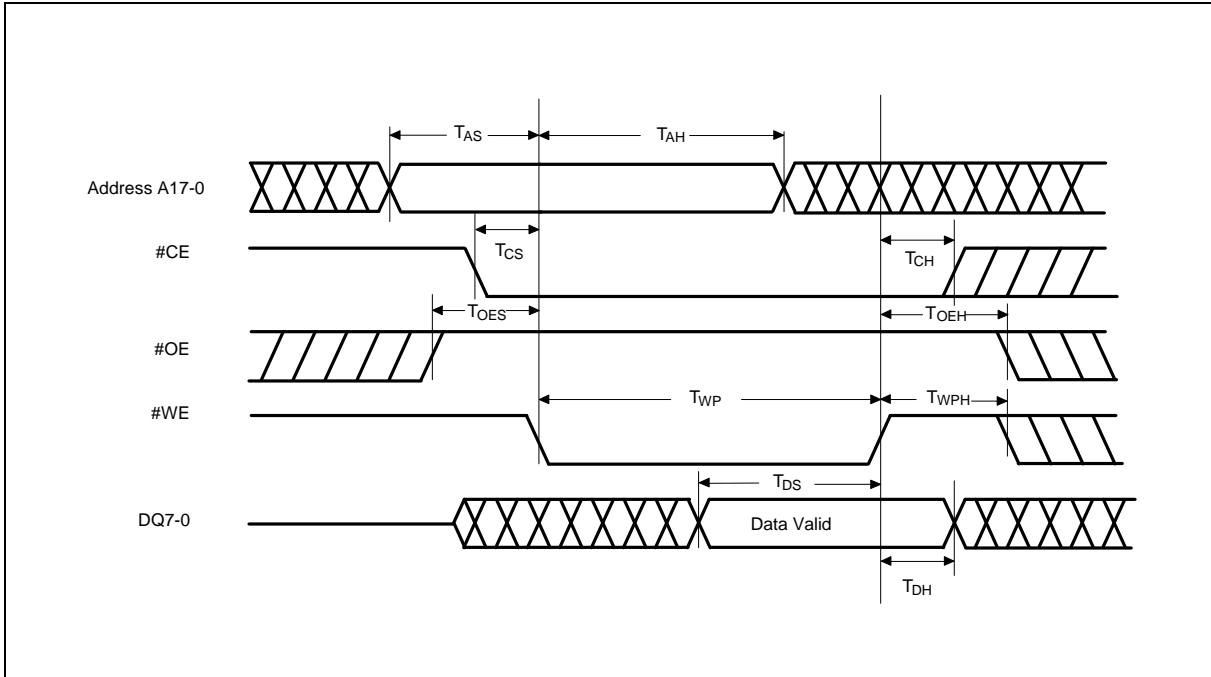 TAS
TAH
Address A17-0
#CE
TCS
TCH
TOES
TOEH
#OE
#WE
TWP
TWPH
TDS
DQ7-0
Data Valid
TDH